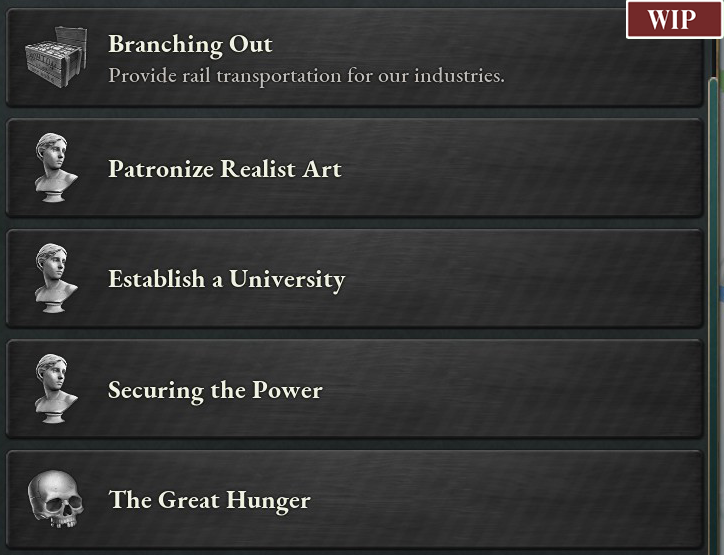 WIP
Branching Out
Provide rail transportation for our industries.
Patronize Realist Art
Establish a University
Securing the Power
The Great Hunger